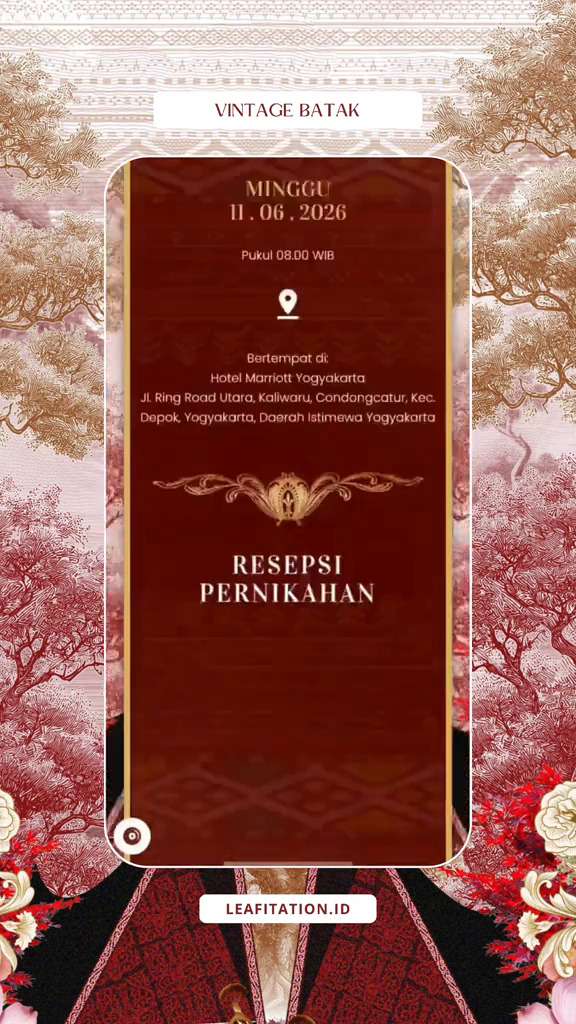 VINTAGE BATAK
MINGGU
11 . 06 . 2026
Pukul 08.00 WIB
Bertempat di:
Hotel Marriott Yogyakarta
Jl. Ring Road Utara, Kaliwaru, Condongcatur, Kec.
Depok, Yogyakarta, Daerah Istimewa Yogyakarta
RESEPSI
PERNIKAHAN
LEAFITATION.ID